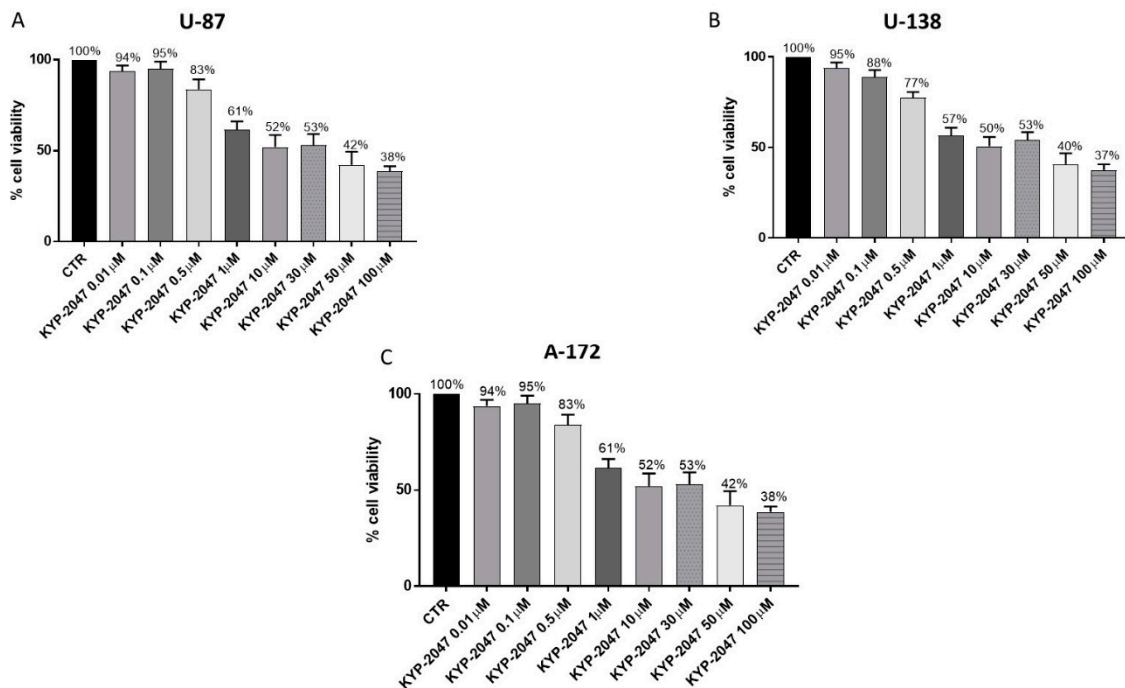 A
U-87
% cell viability
100
50
0
100%
94%
95%
83%
61%
52%
53%
42%
38%
CTR
KYP-2047 0.01µM
KYP-2047 0.1µM
KYP-2047 0.5µM
KYP-2047 1µM
KYP-2047 10µM
KYP-2047 30µM
KYP-2047 50µM
KYP-2047 100µM
B
U-138
% cell viability
100
50
0
100%
95%
88%
77%
57%
50%
53%
40%
37%
CTR
KYP-2047 0.01µM
KYP-2047 0.1µM
KYP-2047 0.5µM
KYP-2047 1µM
KYP-2047 10µM
KYP-2047 30µM
KYP-2047 50µM
KYP-2047 100µM
C
A-172
% cell viability
100
50
0
100%
94%
95%
83%
61%
52%
53%
42%
38%
CTR
KYP-2047 0.01µM
KYP-2047 0.1µM
KYP-2047 0.5µM
KYP-2047 1µM
KYP-2047 10µM
KYP-2047 30µM
KYP-2047 50µM
KYP-2047 100µM